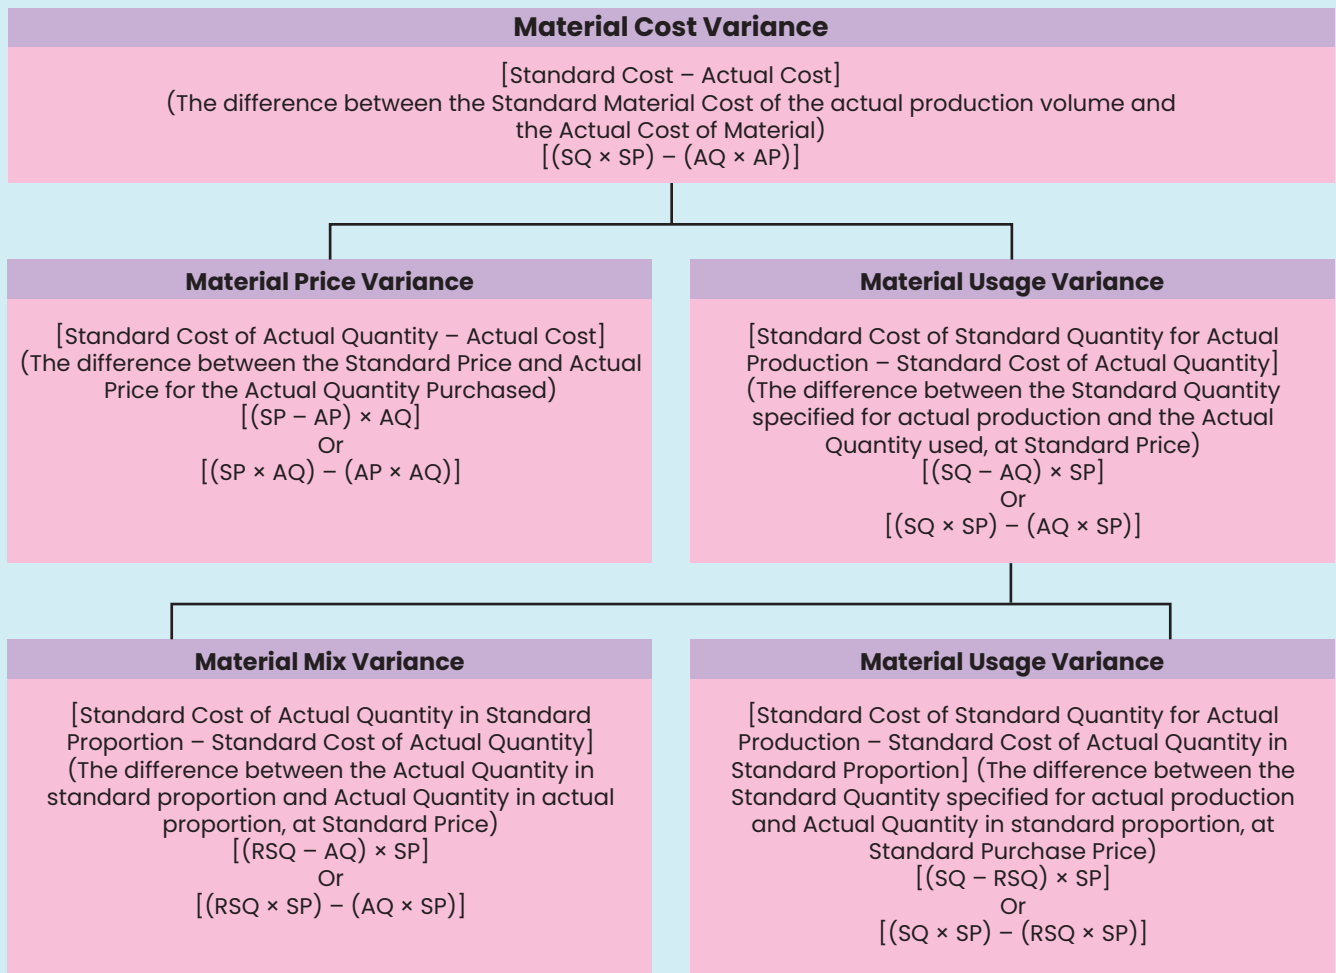 Material Cost Variance
[Standard Cost – Actual Cost]
(The difference between the Standard Material Cost of the actual production volume and
the Actual Cost of Material)
[(SQ × SP) – (AQ × AP)]
Material Price Variance
[Standard Cost of Actual Quantity – Actual Cost]
(The difference between the Standard Price and Actual
Price for the Actual Quantity Purchased)
[(SP – AP) × AQ]
Or
[(SP × AQ) – (AP × AQ)]
Material Usage Variance
[Standard Cost of Standard Quantity for Actual
Production – Standard Cost of Actual Quantity]
(The difference between the Standard Quantity
specified for actual production and the Actual
Quantity used, at Standard Price)
[(SQ – AQ) × SP]
Or
[(SQ × SP) – (AQ × SP)]
Material Mix Variance
[Standard Cost of Actual Quantity in Standard
Proportion – Standard Cost of Actual Quantity]
(The difference between the Actual Quantity in
standard proportion and Actual Quantity in actual
proportion, at Standard Price)
[(RSQ – AQ) × SP]
Or
[(RSQ × SP) – (AQ × SP)]
Material Usage Variance
[Standard Cost of Standard Quantity for Actual
Production – Standard Cost of Actual Quantity in
Standard Proportion] (The difference between the
Standard Quantity specified for actual production
and Actual Quantity in standard proportion, at
Standard Purchase Price)
[(SQ – RSQ) × SP]
Or
[(SQ × SP) – (RSQ × SP)]